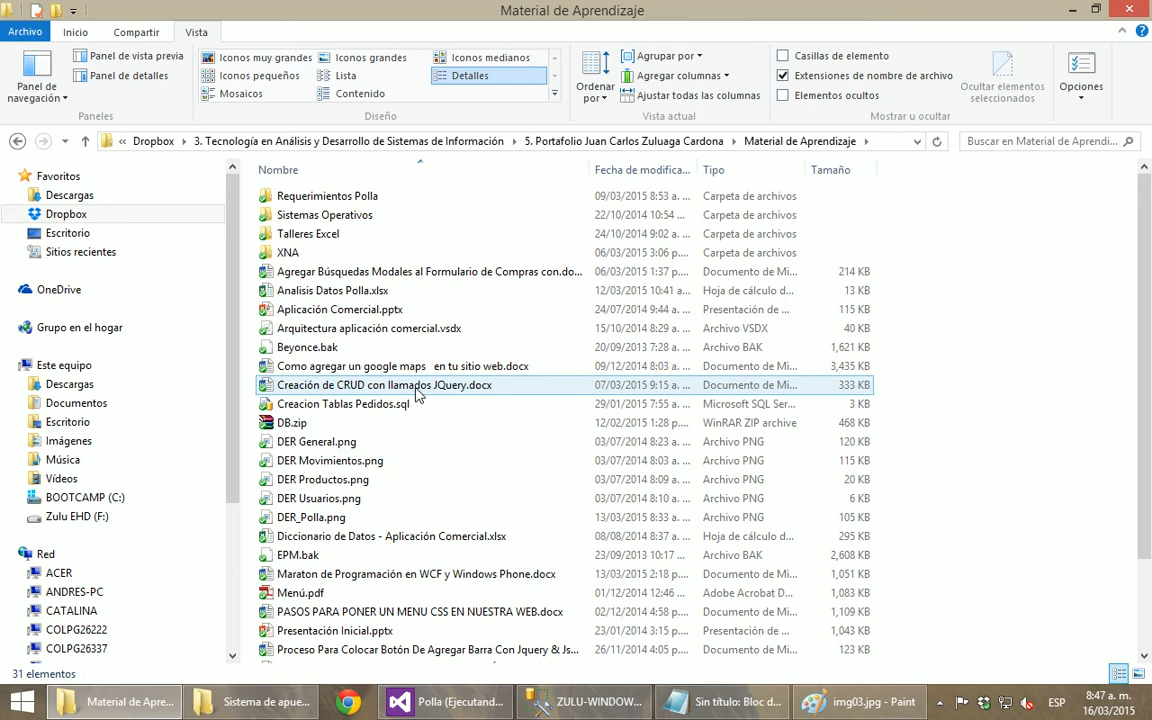 Material de Aprendizaje
Archivo
Inicio
Compartir
Vista
Panel de navegación
Panel de vista previa
Panel de detalles
Paneles
Iconos muy grandes
Iconos grandes
Iconos medianos
Iconos pequeños
Lista
Detalles
Mosaicos
Contenido
Diseño
Ordenar por
Agrupar por
Agregar columnas
Ajustar todas las columnas
Vista actual
Casillas de elemento
Extensiones de nombre de archivo
Elementos ocultos
Ocultar elementos seleccionados
Mostrar u ocultar
Opciones
« Dropbox › 3. Tecnología en Análisis y Desarrollo de Sistemas de Información › 5. Portafolio Juan Carlos Zuluaga Cardona › Material de Aprendizaje ›
Buscar en Material de Aprendi...
Favoritos
Descargas
Dropbox
Escritorio
Sitios recientes
OneDrive
Grupo en el hogar
Este equipo
Descargas
Documentos
Escritorio
Imágenes
Música
Vídeos
BOOTCAMP (C:)
Zulu EHD (F:)
Red
ACER
ANDRES-PC
CATALINA
COLPG26222
COLPG26337
Nombre Fecha de modifica... Tipo Tamaño
Requerimientos Polla 09/03/2015 8:53 a. ... Carpeta de archivos
Sistemas Operativos 22/10/2014 10:54 ... Carpeta de archivos
Talleres Excel 24/10/2014 9:02 a. ... Carpeta de archivos
XNA 06/03/2015 3:06 p.... Carpeta de archivos
Agregar Búsquedas Modales al Formulario de Compras con.do... 06/03/2015 1:37 p.... Documento de Mi... 214 KB
Analisis Datos Polla.xlsx 12/03/2015 10:41 a... Hoja de cálculo d... 13 KB
Aplicación Comercial.pptx 24/07/2014 9:44 a. ... Presentación de ... 115 KB
Arquitectura aplicación comercial.vsdx 15/10/2014 8:29 a. ... Archivo VSDX 40 KB
Beyonce.bak 20/09/2013 7:28 a. ... Archivo BAK 1,621 KB
Como agregar un google maps en tu sitio web.docx 09/12/2014 8:03 a. ... Documento de Mi... 3,435 KB
Creación de CRUD con llamados JQuery.docx 07/03/2015 9:15 a. ... Documento de Mi... 333 KB
Creacion Tablas Pedidos.sql 29/01/2015 7:55 a. ... Microsoft SQL Ser... 3 KB
DB.zip 12/02/2015 1:28 p.... WinRAR ZIP archive 468 KB
DER General.png 03/07/2014 8:23 a. ... Archivo PNG 120 KB
DER Movimientos.png 03/07/2014 8:03 a. ... Archivo PNG 115 KB
DER Productos.png 03/07/2014 8:09 a. ... Archivo PNG 20 KB
DER Usuarios.png 03/07/2014 8:10 a. ... Archivo PNG 6 KB
DER_Polla.png 13/03/2015 8:33 a. ... Archivo PNG 105 KB
Diccionario de Datos - Aplicación Comercial.xlsx 08/08/2014 8:37 a. ... Hoja de cálculo d... 295 KB
EPM.bak 23/09/2013 10:17 ... Archivo BAK 2,608 KB
Maraton de Programación en WCF y Windows Phone.docx 13/03/2015 2:18 p.... Documento de Mi... 1,051 KB
Menú.pdf 01/12/2014 12:46 ... Adobe Acrobat D... 1,083 KB
PASOS PARA PONER UN MENU CSS EN NUESTRA WEB.docx 02/12/2014 4:58 p.... Documento de Mi... 1,109 KB
Presentación Inicial.pptx 23/01/2014 3:15 p.... Presentación de ... 1,043 KB
Proceso Para Colocar Botón De Agregar Barra Con Jquery & Js... 26/11/2014 4:05 p.... Documento de Mi... 123 KB
31 elementos
Material de Apre...
Sistema de apue...
Polla (Ejecutand...
ZULU-WINDOW...
Sin título: Bloc d...
img03.jpg - Paint
ESP
8:47 a. m.
16/03/2015